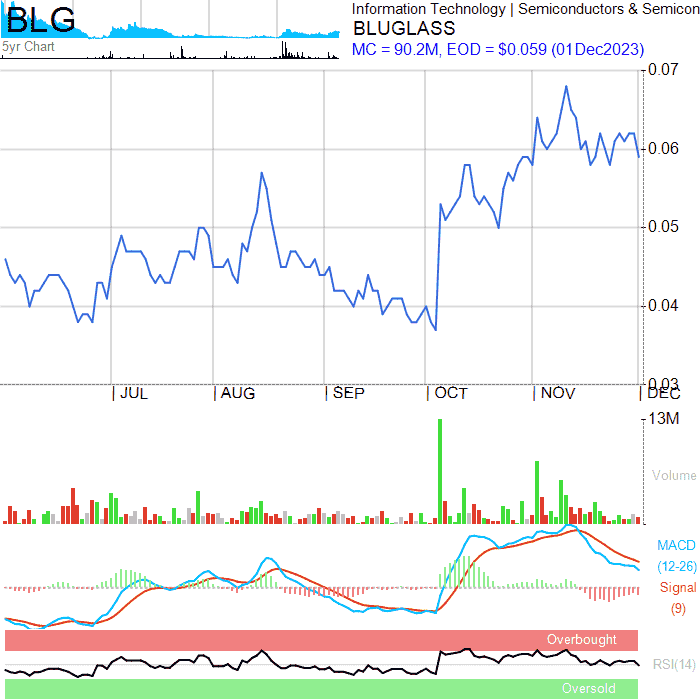 BLG
5yr Chart
Information Technology | Semiconductors & Semicon
BLUGLASS
MC = 90.2M, EOD = $0.059 (01Dec2023)
0.07
0.06
0.05
0.04
0.03
JUL
AUG
SEP
OCT
NOV
DEC
13M
Volume
MACD
(12-26)
Signal
(9)
Overbought
RSI(14)
Oversold